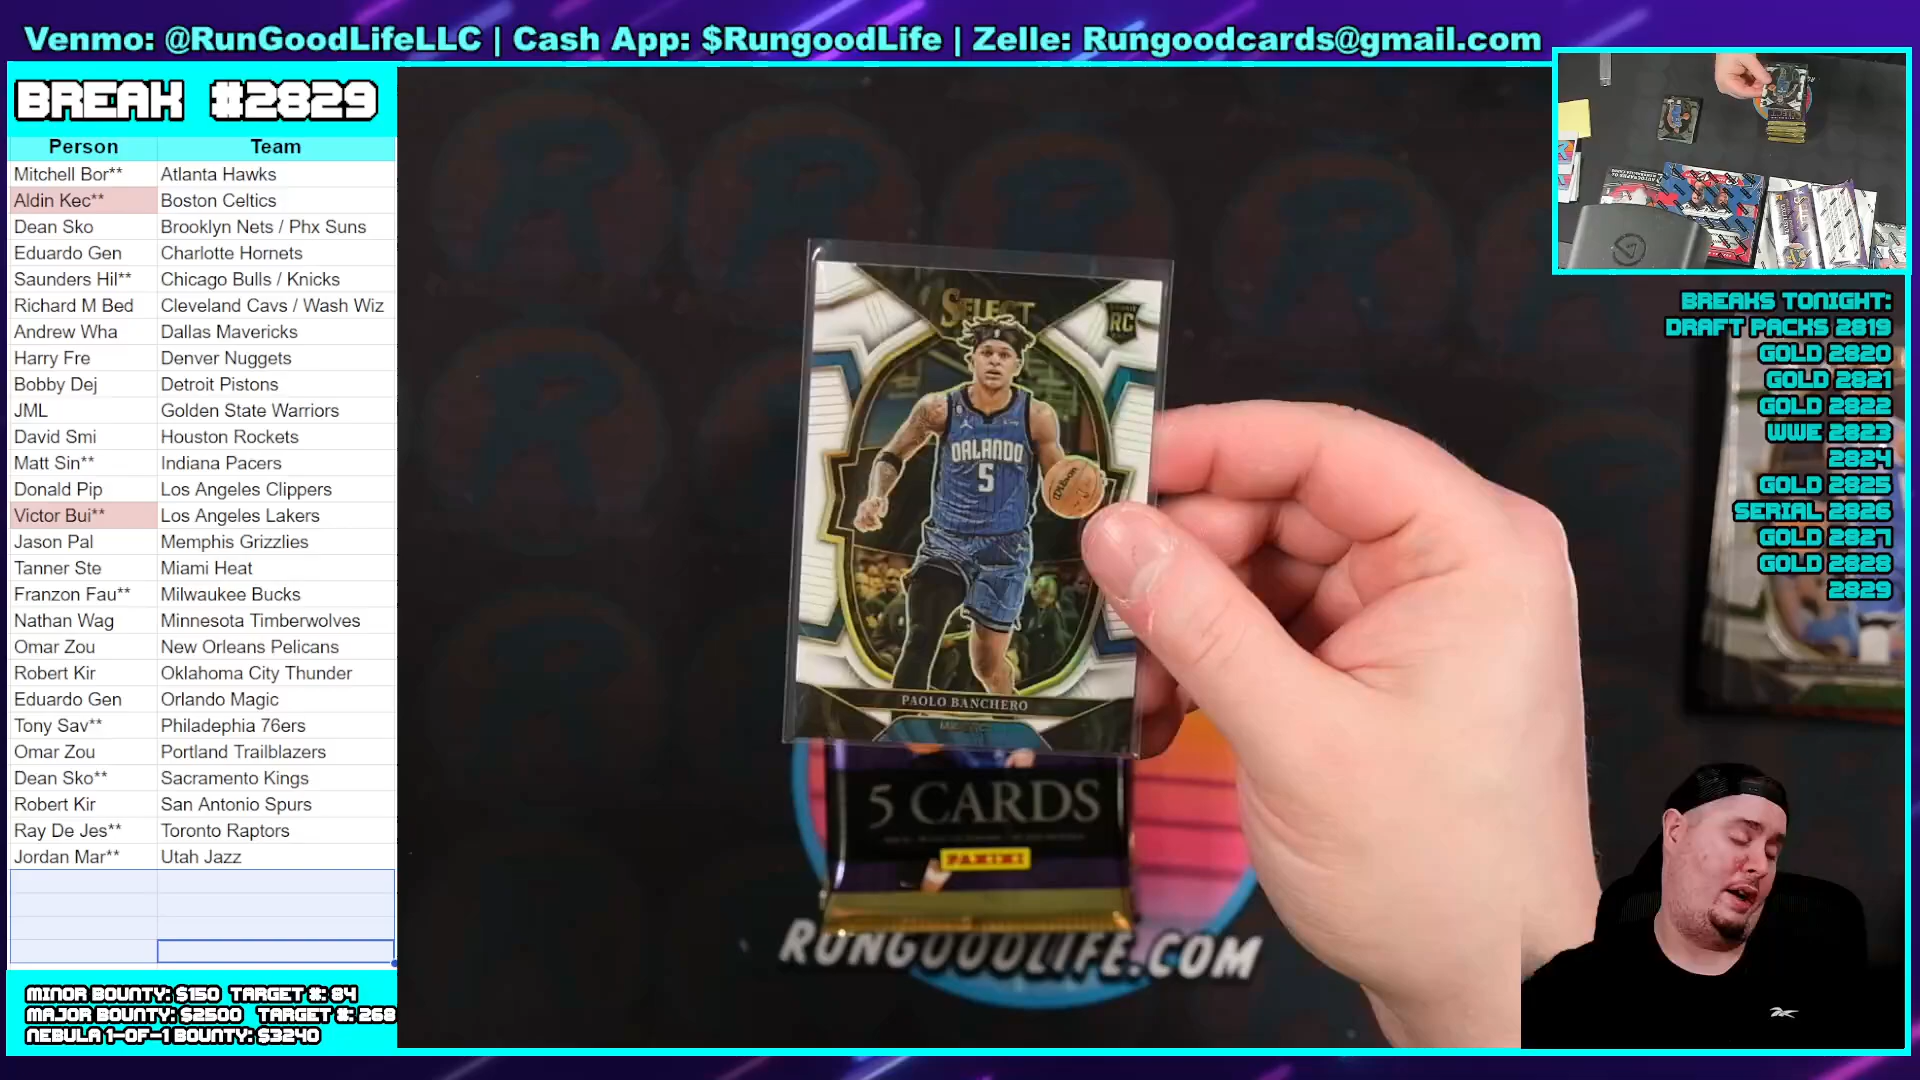 Venmo: @RunGoodLifeLLC | Cash App: $RungoodLife | Zelle: Rungoodcards@gmail.com
BREAK #2829
Person Team
Mitchell Bor** Atlanta Hawks
Aldin Kec** Boston Celtics
Dean Sko Brooklyn Nets / Phx Suns
Eduardo Gen Charlotte Hornets
Saunders Hil** Chicago Bulls / Knicks
Richard M Bed Cleveland Cavs / Wash Wiz
Andrew Wha Dallas Mavericks
Harry Fre Denver Nuggets
Bobby Dej Detroit Pistons
JML Golden State Warriors
David Smi Houston Rockets
Matt Sin** Indiana Pacers
Donald Pip Los Angeles Clippers
Victor Bui** Los Angeles Lakers
Jason Pal Memphis Grizzlies
Tanner Ste Miami Heat
Franzon Fau** Milwaukee Bucks
Nathan Wag Minnesota Timberwolves
Omar Zou New Orleans Pelicans
Robert Kir Oklahoma City Thunder
Eduardo Gen Orlando Magic
Tony Sav** Philadephia 76ers
Omar Zou Portland Trailblazers
Dean Sko** Sacramento Kings
Robert Kir San Antonio Spurs
Ray De Jes** Toronto Raptors
Jordan Mar** Utah Jazz
MINOR BOUNTY: $150 TARGET #: 84
MAJOR BOUNTY: $2500 TARGET #: 268
NEBULA 1-OF-1 BOUNTY: $3240
SELECT
RC
ORLANDO
5
Wilson
PAOLO BANCHERO
5 CARDS
PANINI
RUNGOODLIFE.COM
BREAKS TONIGHT:
DRAFT PACKS 2819
GOLD 2820
GOLD 2821
GOLD 2822
WWE 2823
2824
GOLD 2825
SERIAL 2826
GOLD 2827
GOLD 2828
2829